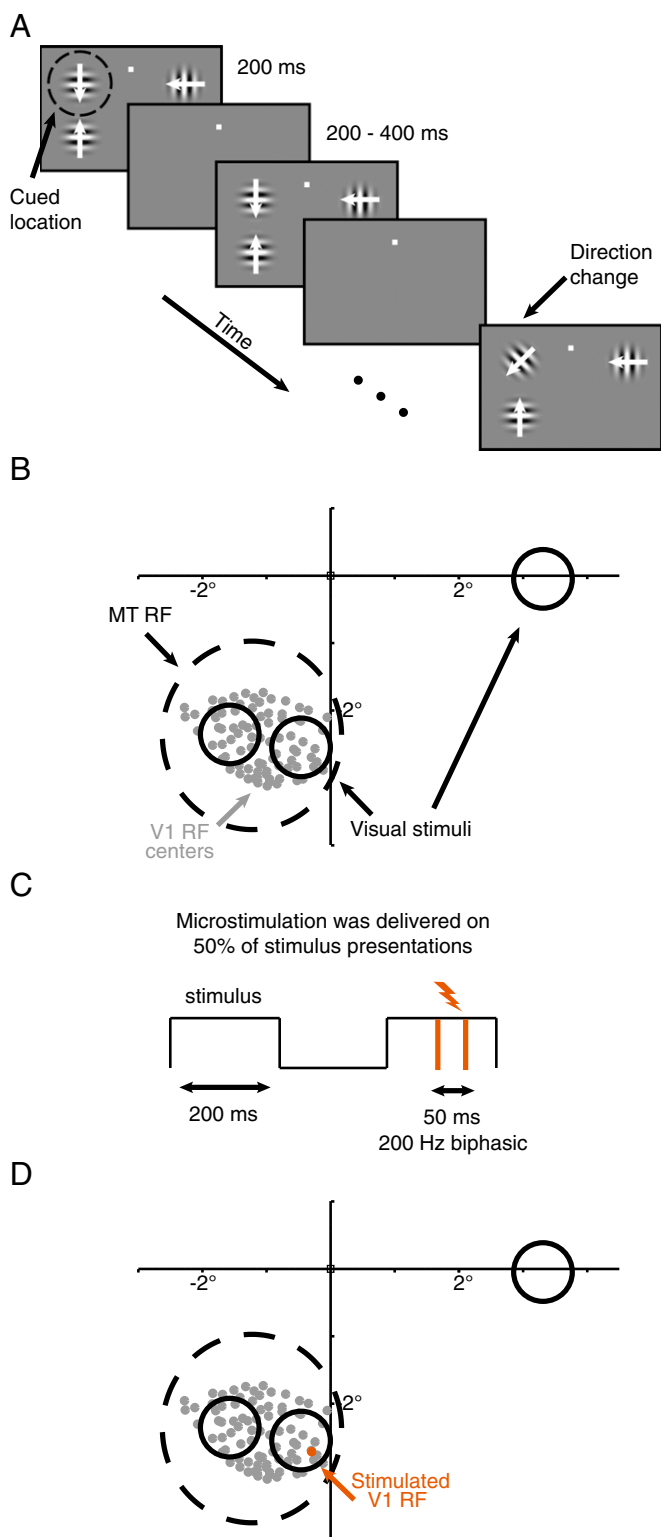 A
200 ms
200 - 400 ms
Cued
location
Direction
change
Time
B
-2°
2°
MT RF
2°
V1 RF
centers
Visual stimuli
C
Microstimulation was delivered on
50% of stimulus presentations
stimulus
200 ms
50 ms
200 Hz biphasic
D
-2°
2°
2°
Stimulated
V1 RF